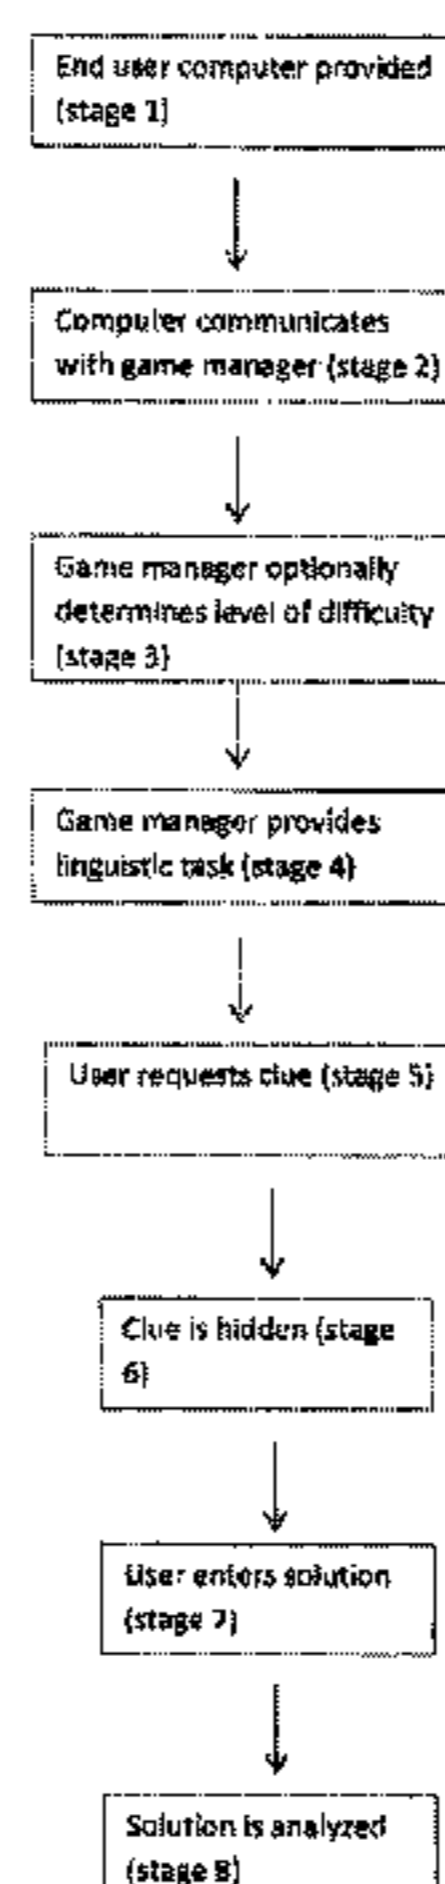 End user computer provided
(stage 1)
Computer communicates
with game manager (stage 2)
Game manager optionally
determines level of difficulty
(stage 3)
Game manager provides
linguistic task (stage 4)
User requests clue (stage 5)
Clue is hidden (stage
6)
User enters solution
(stage 7)
Solution is analyzed
(stage 8)